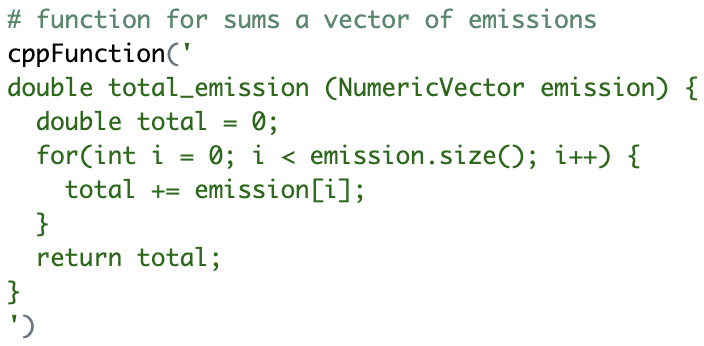 # function for sums a vector of emissions
cppFunction('
double total_emission (NumericVector emission) {
  double total = 0;
  for(int i = 0; i < emission.size(); i++) {
    total += emission[i];
  }
  return total;
}
')